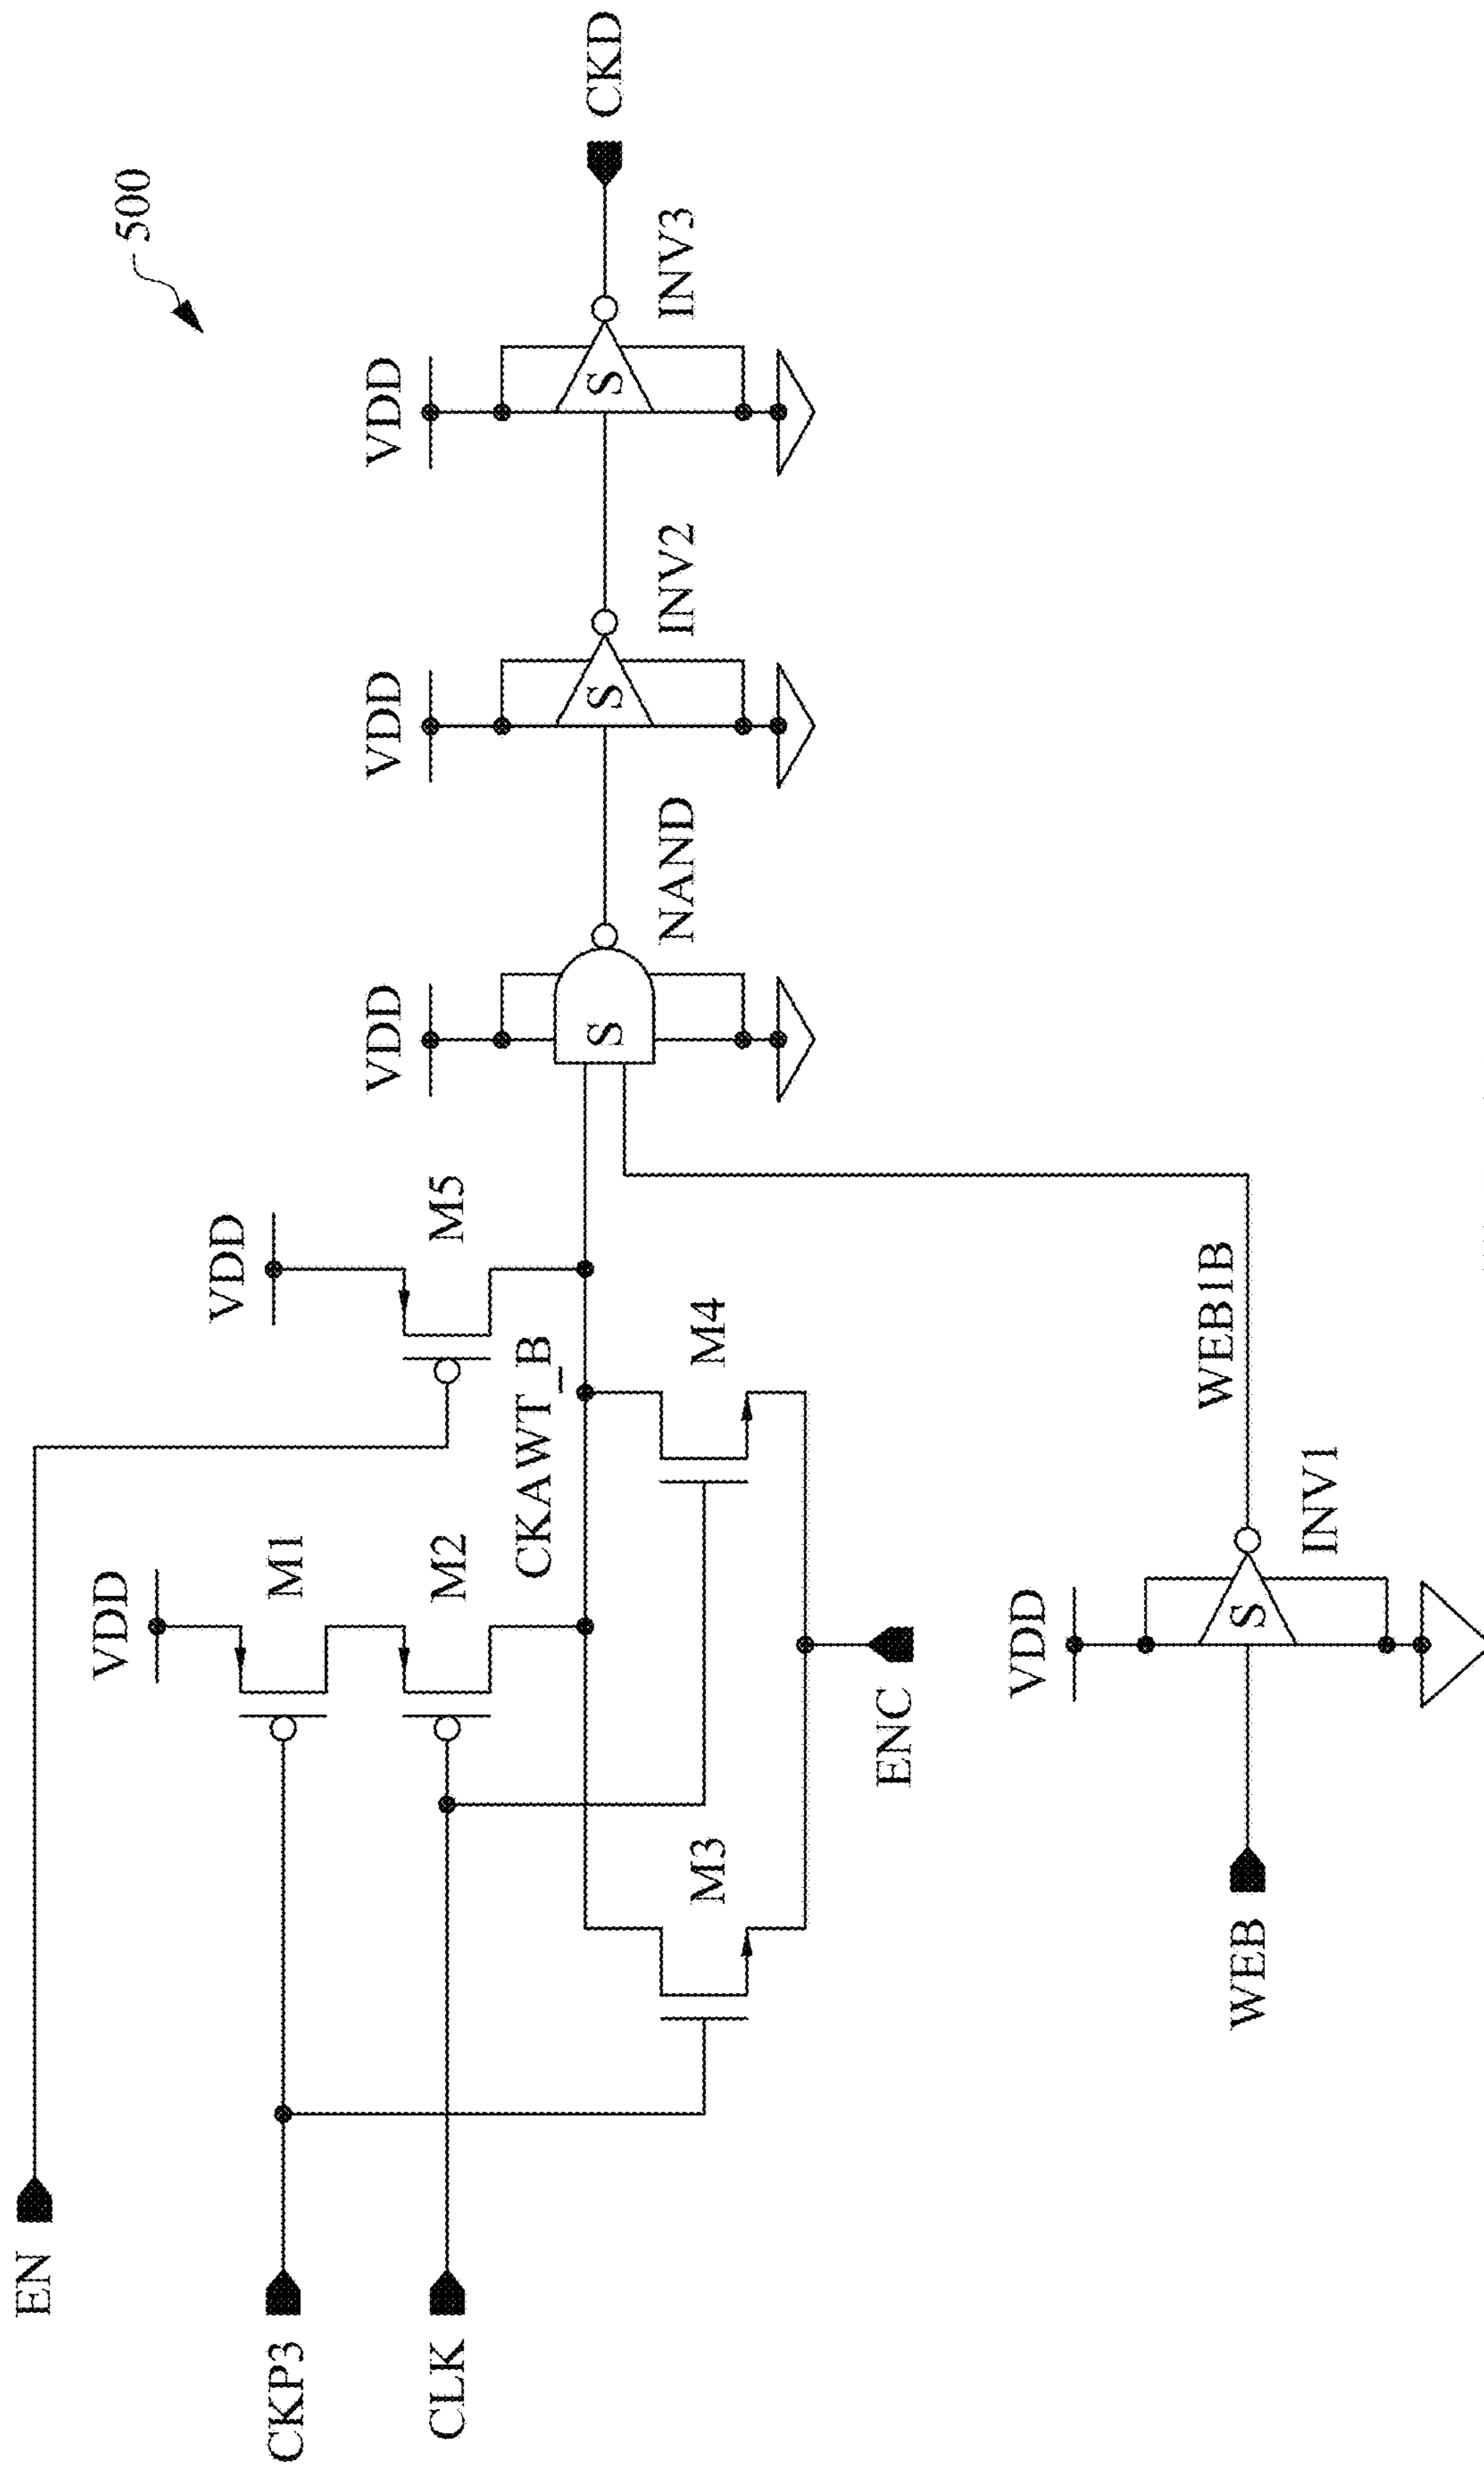 500
EN
VDD
CKP3
M1
VDD
CLK
M2
M5
VDD
VDD
VDD
CKAWT_B
S
S
S
CKD
M3
M4
NAND
INV2
INV3
ENC
VDD
WEB1B
WEB
S
INV1